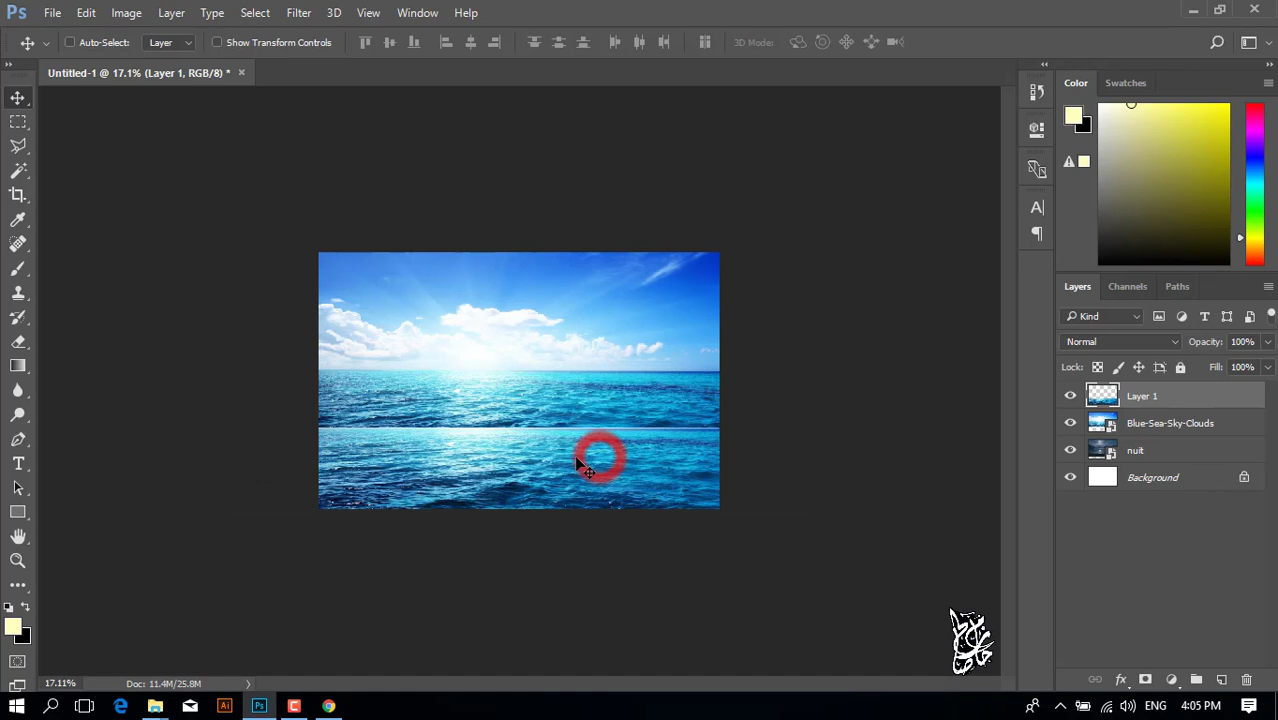 Ps File Edit Image Layer Type Select Filter 3D View Window Help
Auto-Select: Layer Show Transform Controls 3D Mode:
Untitled-1 @ 17.1% (Layer 1, RGB/8) *
Color Swatches
Layers Channels Paths
Kind
Normal Opacity: 100%
Lock: Fill: 100%
Layer 1
Blue-Sea-Sky-Clouds
nuit
Background
17.11% Doc: 11.4M/25.8M
Ai Ps ENG 4:05 PM